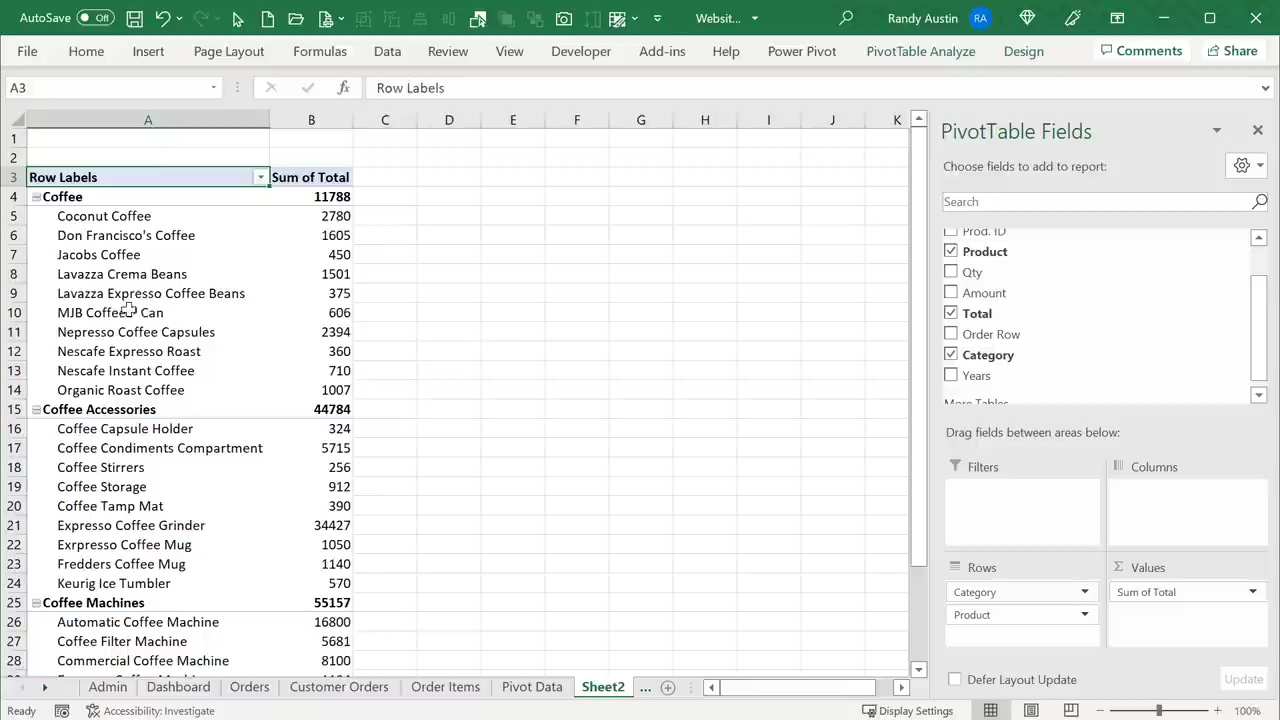 AutoSave Off Websit... Randy Austin RA
File Home Insert Page Layout Formulas Data Review View Developer Add-ins Help Power Pivot PivotTable Analyze Design Comments Share
A3 fx Row Labels
A B C D E F G H I J K
1
2
3 Row Labels Sum of Total
4 Coffee 11788
5 Coconut Coffee 2780
6 Don Francisco's Coffee 1605
7 Jacobs Coffee 450
8 Lavazza Crema Beans 1501
9 Lavazza Expresso Coffee Beans 375
10 MJB Coffee Can 606
11 Nepresso Coffee Capsules 2394
12 Nescafe Expresso Roast 360
13 Nescafe Instant Coffee 710
14 Organic Roast Coffee 1007
15 Coffee Accessories 44784
16 Coffee Capsule Holder 324
17 Coffee Condiments Compartment 5715
18 Coffee Stirrers 256
19 Coffee Storage 912
20 Coffee Tamp Mat 390
21 Expresso Coffee Grinder 34427
22 Exrpresso Coffee Mug 1050
23 Fredders Coffee Mug 1140
24 Keurig Ice Tumbler 570
25 Coffee Machines 55157
26 Automatic Coffee Machine 16800
27 Coffee Filter Machine 5681
28 Commercial Coffee Machine 8100
PivotTable Fields
Choose fields to add to report:
Search
Prod. ID
Product
Qty
Amount
Total
Order Row
Category
Years
More Tables
Drag fields between areas below:
Filters Columns
Rows Values
Category Sum of Total
Product
Defer Layout Update Update
Admin Dashboard Orders Customer Orders Order Items Pivot Data Sheet2 ...
Ready Accessibility: Investigate Display Settings 100%